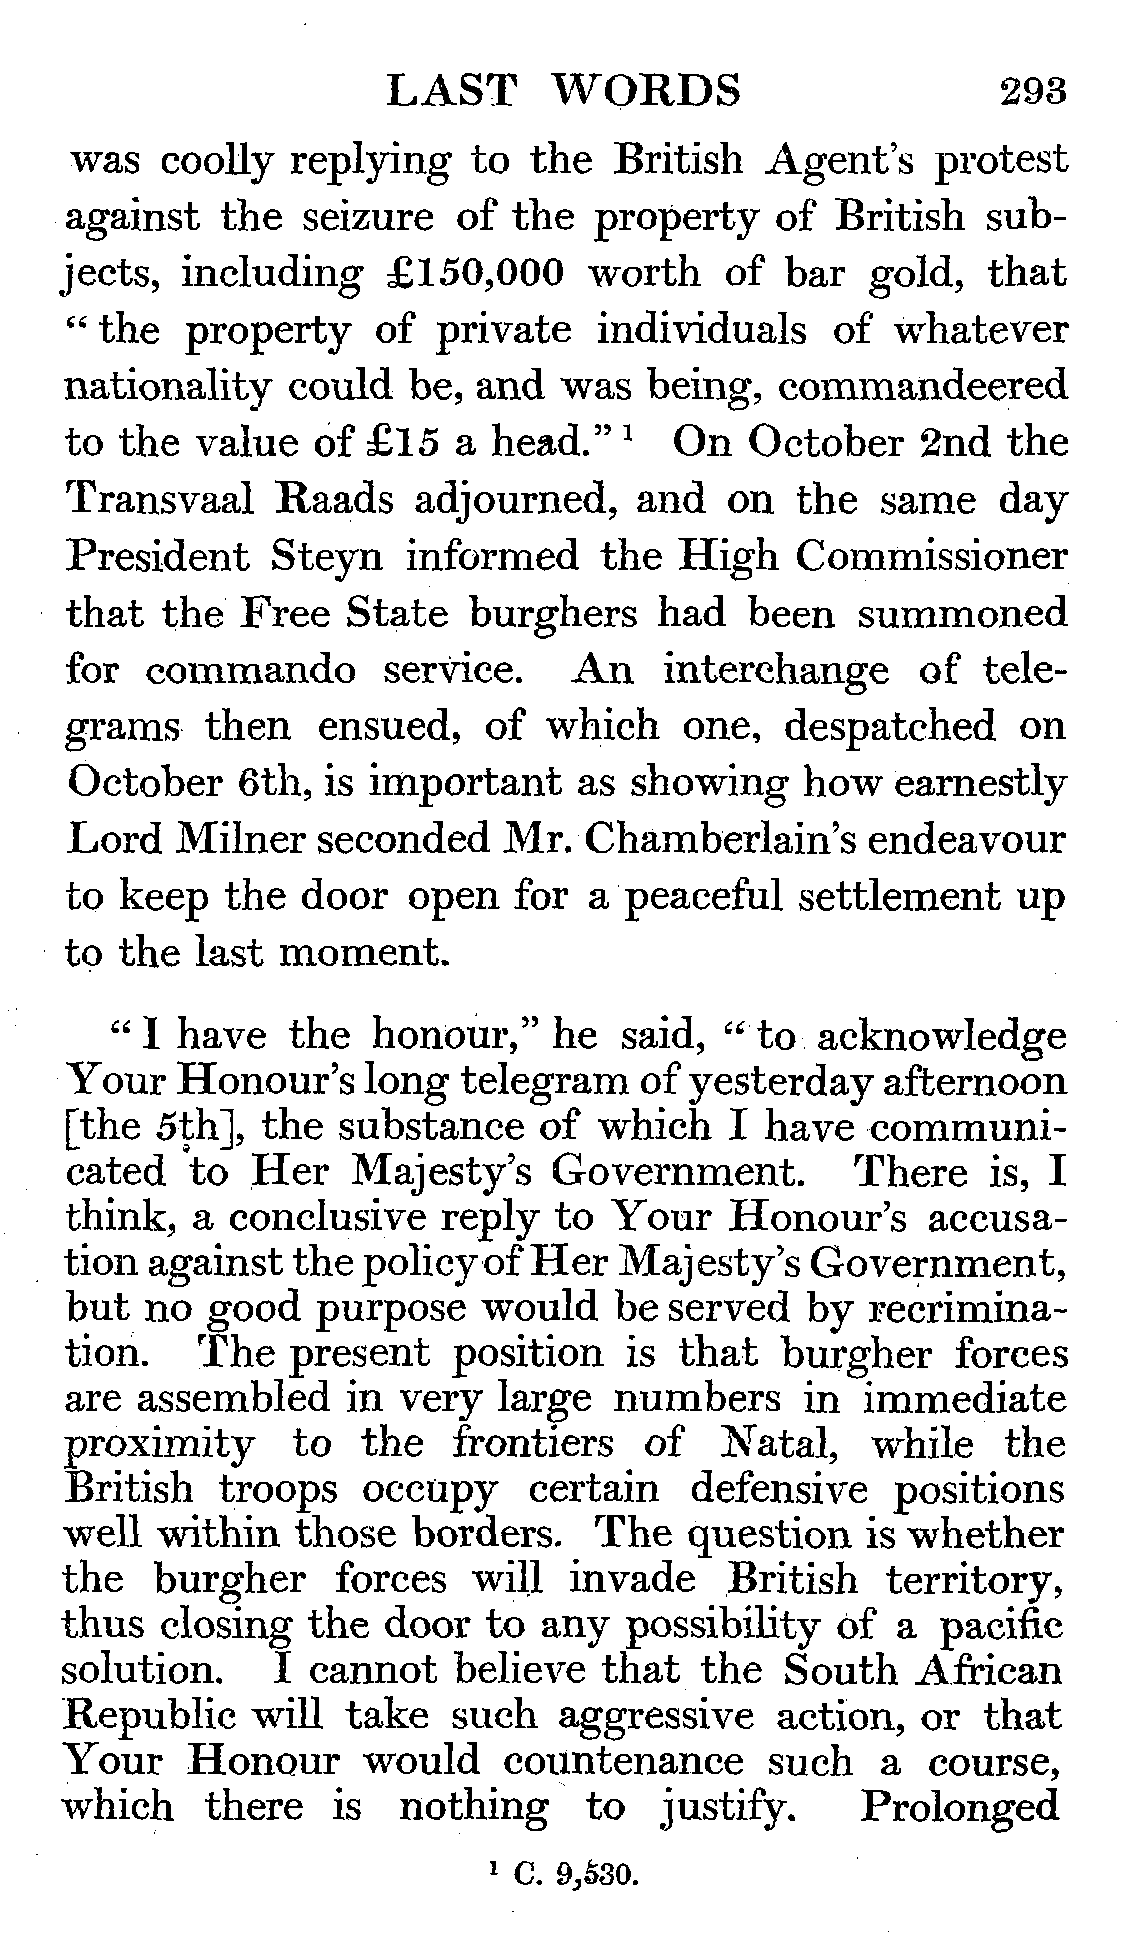 LAST WORDS 293
was coolly replying to the British Agent's protest
against the seizure of the property of British sub-
jects, including £150,000 worth of bar gold, that
“ the property of private individuals of whatever
nationality could be, and was being, commandeered
to the value of £15 a head.” ¹ On October 2nd the
Transvaal Raads adjourned, and on the same day
President Steyn informed the High Commissioner
that the Free State burghers had been summoned
for commando service. An interchange of tele-
grams then ensued, of which one, despatched on
October 6th, is important as showing how earnestly
Lord Milner seconded Mr. Chamberlain's endeavour
to keep the door open for a peaceful settlement up
to the last moment.
“ I have the honour,” he said, “ to acknowledge
Your Honour's long telegram of yesterday afternoon
[the 5th], the substance of which I have communi-
cated to Her Majesty's Government. There is, I
think, a conclusive reply to Your Honour's accusa-
tion against the policy of Her Majesty's Government,
but no good purpose would be served by recrimina-
tion. The present position is that burgher forces
are assembled in very large numbers in immediate
proximity to the frontiers of Natal, while the
British troops occupy certain defensive positions
well within those borders. The question is whether
the burgher forces will invade British territory,
thus closing the door to any possibility of a pacific
solution. I cannot believe that the South African
Republic will take such aggressive action, or that
Your Honour would countenance such a course,
which there is nothing to justify. Prolonged
¹ C. 9,530.